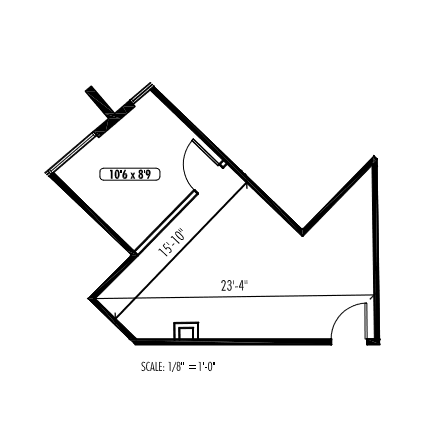 10'6 x 8'9
15'-10"
23'-4"
SCALE: 1/8" = 1'-0"